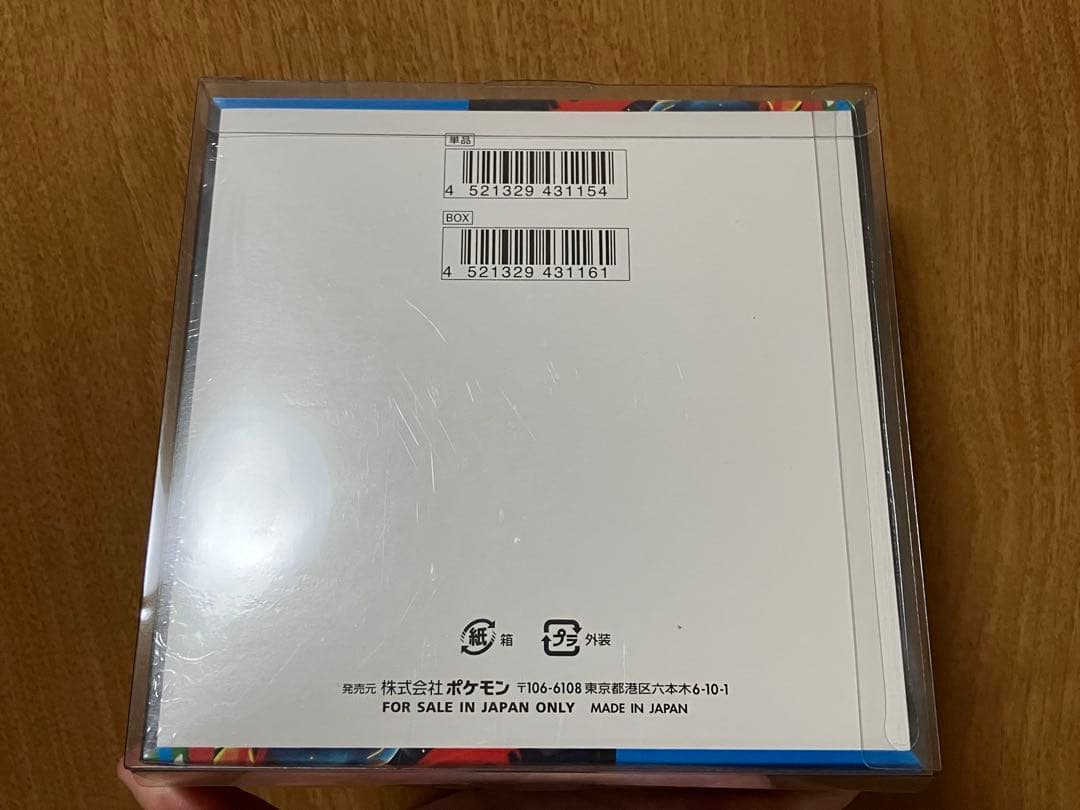 単品
4 521329 431154
BOX
4 521329 431161
紙 箱 プラ 外装
発売元 株式会社 ポケモン 〒106-6108 東京都港区六本木6-10-1
FOR SALE IN JAPAN ONLY MADE IN JAPAN